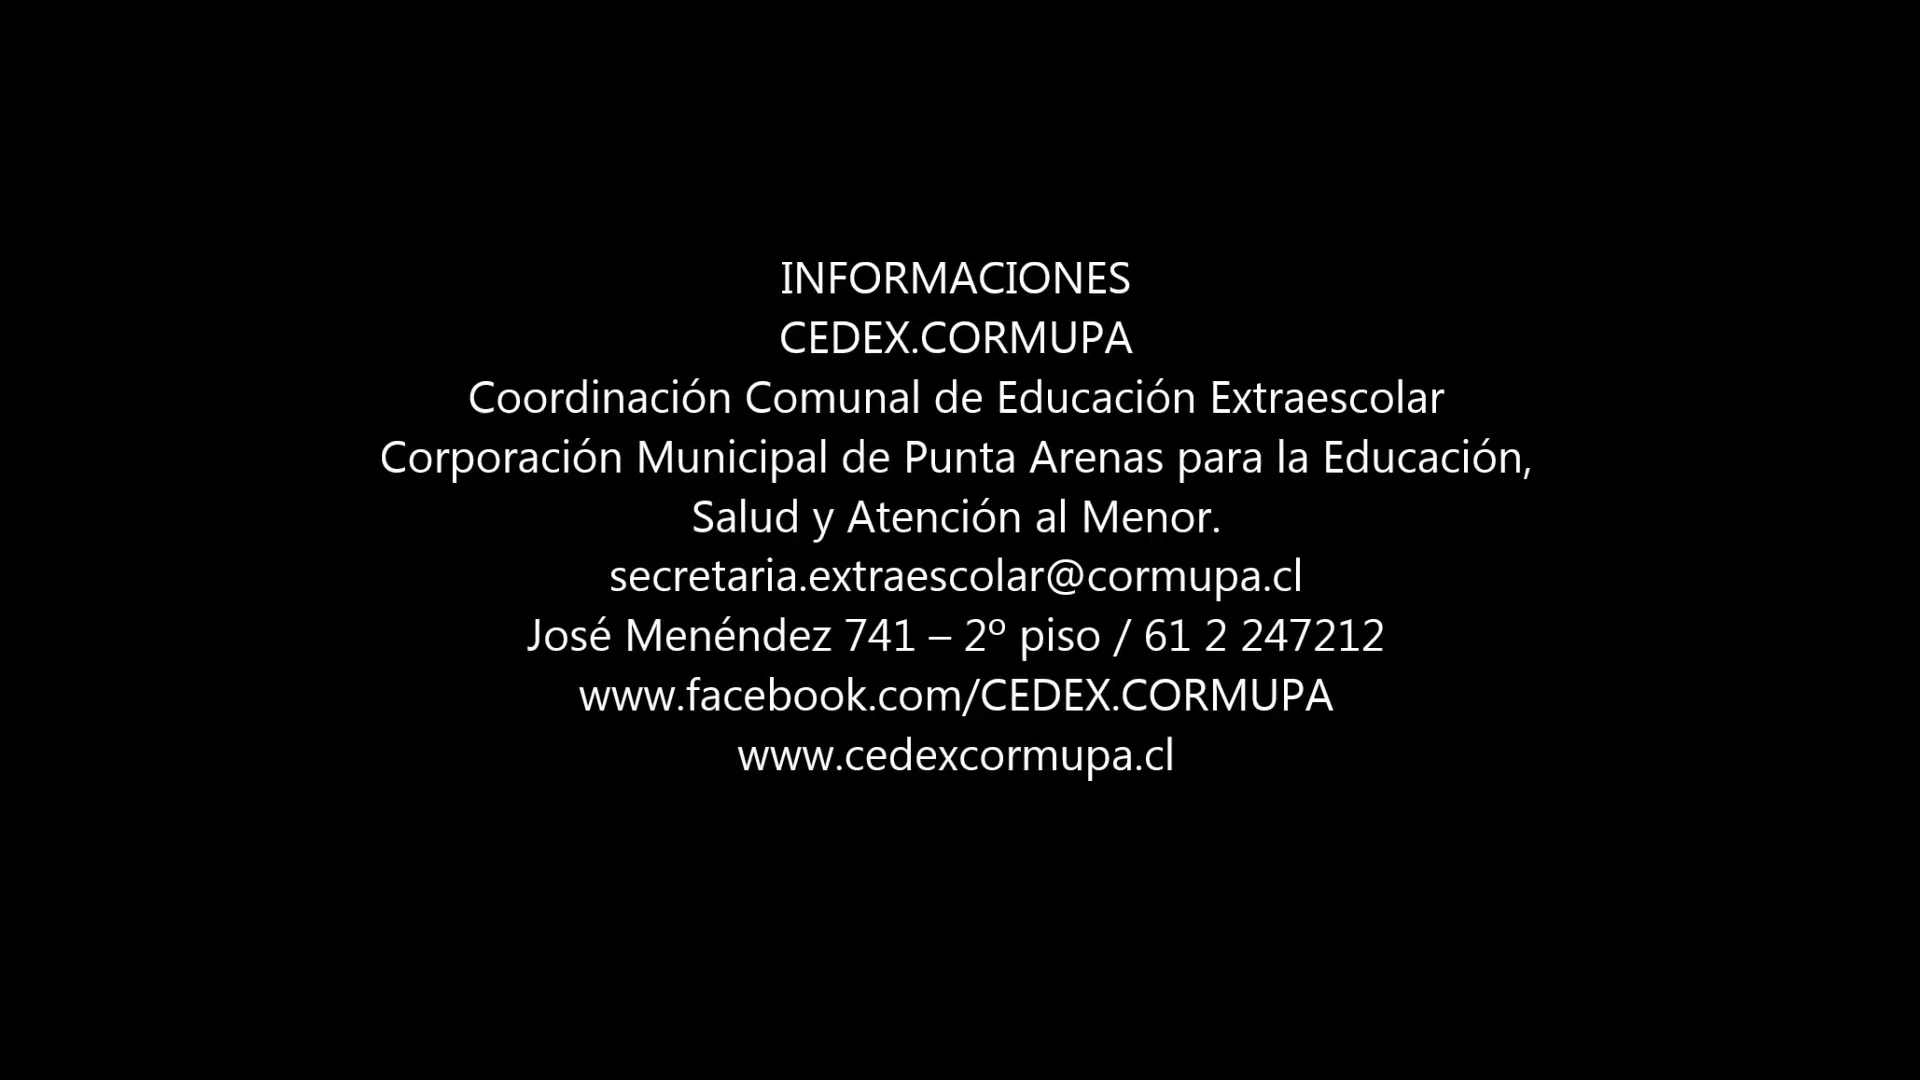 INFORMACIONES
CEDEX.CORMUPA
Coordinación Comunal de Educación Extraescolar
Corporación Municipal de Punta Arenas para la Educación,
Salud y Atención al Menor.
secretaria.extraescolar@cormupa.cl
José Menéndez 741 – 2º piso / 61 2 247212
www.facebook.com/CEDEX.CORMUPA
www.cedexcormupa.cl